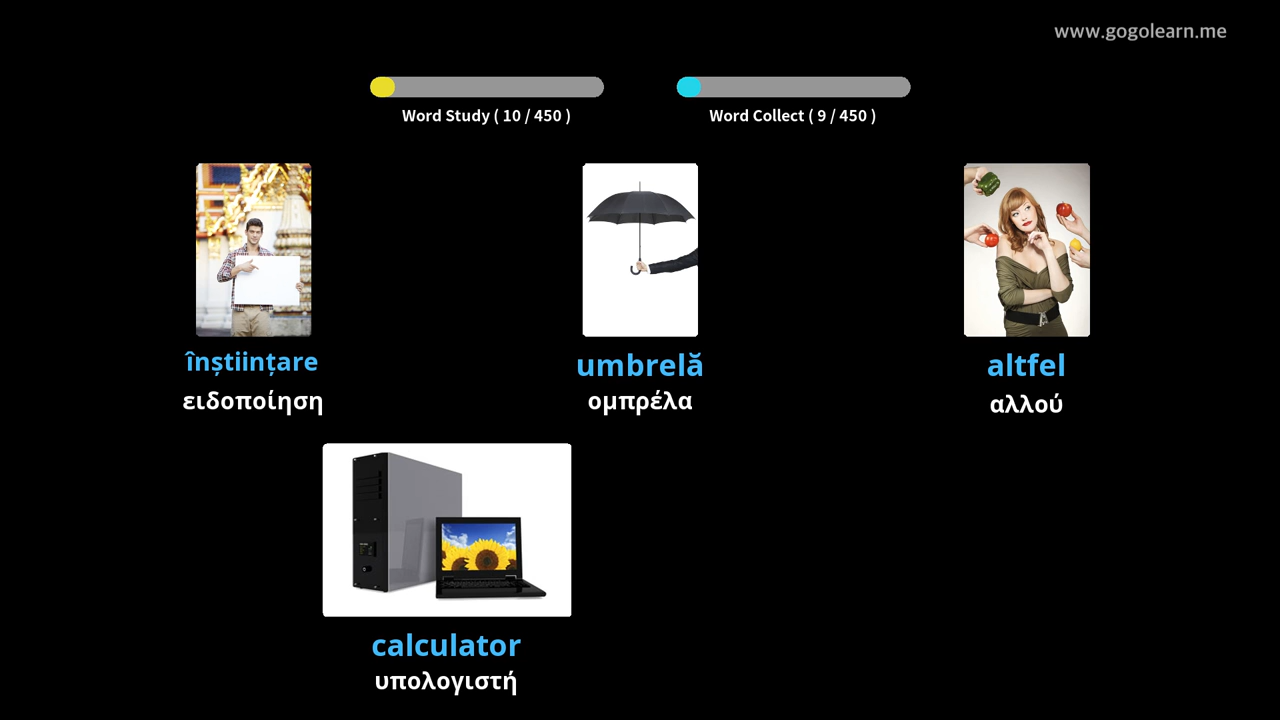 www.gogolearn.me
Word Study ( 10 / 450 )
Word Collect ( 9 / 450 )
înștiințare
ειδοποίηση
umbrelă
ομπρέλα
altfel
αλλού
calculator
υπολογιστή